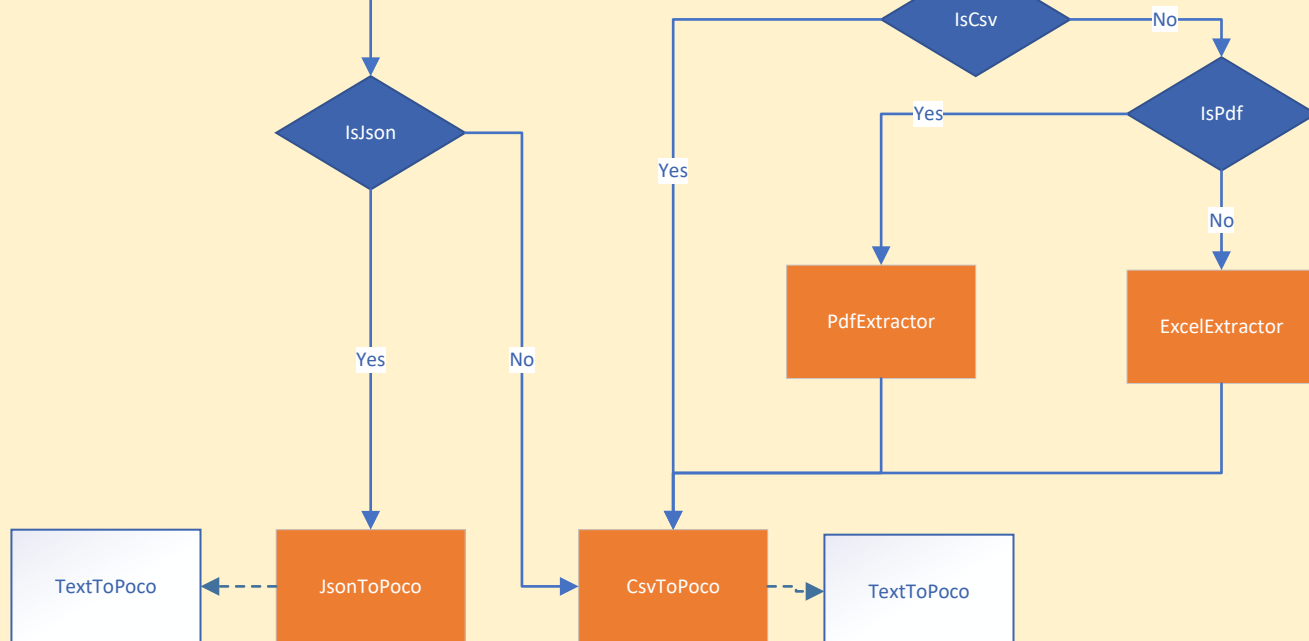 IsCsv
No
IsJson
IsPdf
Yes
Yes
No
PdfExtractor
ExcelExtractor
Yes
No
TextToPoco
JsonToPoco
CsvToPoco
TextToPoco